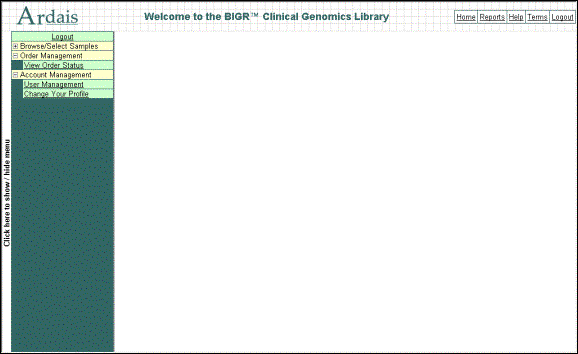 Ardais
Welcome to the BIGR™ Clinical Genomics Library
Home Reports Help Terms Logout
Logout
Browse/Select Samples
Order Management
View Order Status
Account Management
User Management
Change Your Profile
Click here to show / hide menu